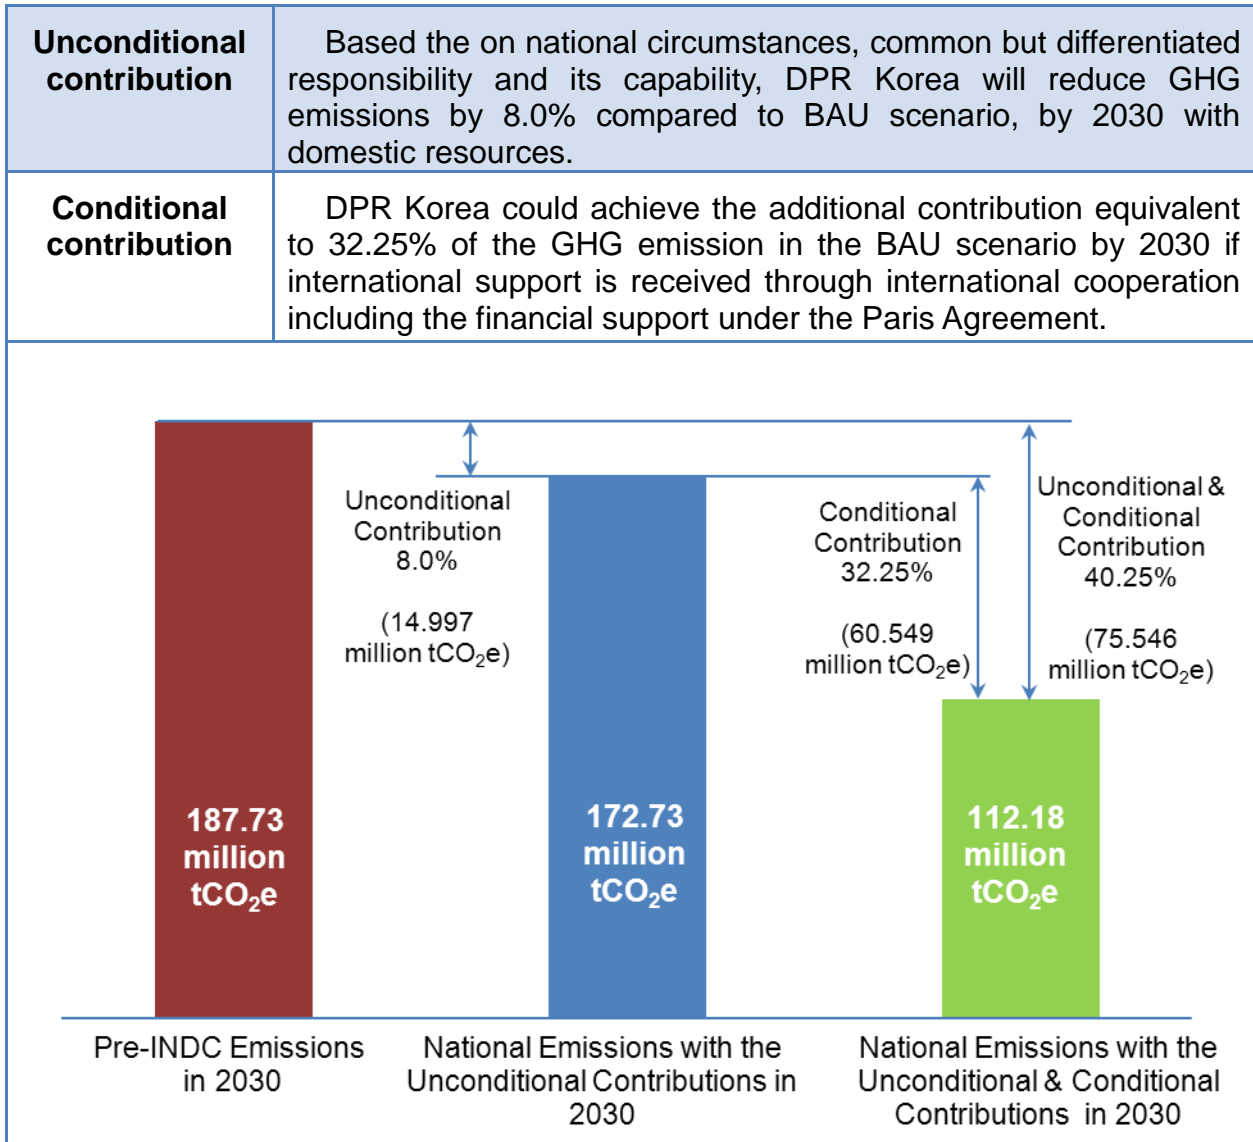 Unconditional
contribution
Based the on national circumstances, common but differentiated
responsibility and its capability, DPR Korea will reduce GHG
emissions by 8.0% compared to BAU scenario, by 2030 with
domestic resources.
Conditional
contribution
DPR Korea could achieve the additional contribution equivalent
to 32.25% of the GHG emission in the BAU scenario by 2030 if
international support is received through international cooperation
including the financial support under the Paris Agreement.
Unconditional
Contribution
8.0%
(14.997
million tCO₂e)
Conditional
Contribution
32.25%
(60.549
million tCO₂e)
Unconditional &
Conditional
Contribution
40.25%
(75.546
million tCO₂e)
187.73
million
tCO₂e
172.73
million
tCO₂e
112.18
million
tCO₂e
Pre-INDC Emissions
in 2030
National Emissions with the
Unconditional Contributions in
2030
National Emissions with the
Unconditional & Conditional
Contributions in 2030